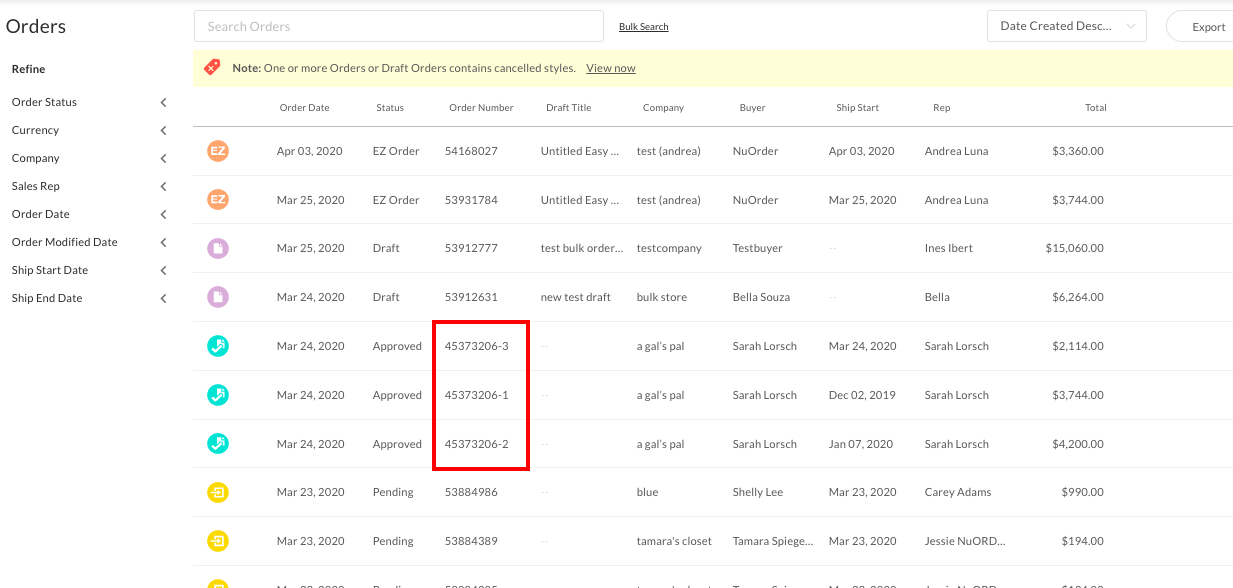 Orders
Search Orders
Bulk Search
Date Created Desc...
Export
Refine
Order Status
Currency
Company
Sales Rep
Order Date
Order Modified Date
Ship Start Date
Ship End Date
Note: One or more Orders or Draft Orders contains cancelled styles. View now
Order Date Status Order Number Draft Title Company Buyer Ship Start Rep Total
EZ Apr 03, 2020 EZ Order 54168027 Untitled Easy ... test (andrea) NuOrder Apr 03, 2020 Andrea Luna $3,360.00
EZ Mar 25, 2020 EZ Order 53931784 Untitled Easy ... test (andrea) NuOrder Mar 25, 2020 Andrea Luna $3,744.00
Mar 25, 2020 Draft 53912777 test bulk order... testcompany Testbuyer -- Ines Ibert $15,060.00
Mar 24, 2020 Draft 53912631 new test draft bulk store Bella Souza -- Bella $6,264.00
Mar 24, 2020 Approved 45373206-3 -- a gal's pal Sarah Lorsch Mar 24, 2020 Sarah Lorsch $2,114.00
Mar 24, 2020 Approved 45373206-1 -- a gal's pal Sarah Lorsch Dec 02, 2019 Sarah Lorsch $3,744.00
Mar 24, 2020 Approved 45373206-2 -- a gal's pal Sarah Lorsch Jan 07, 2020 Sarah Lorsch $4,200.00
Mar 23, 2020 Pending 53884986 -- blue Shelly Lee Mar 23, 2020 Carey Adams $990.00
Mar 23, 2020 Pending 53884389 -- tamara's closet Tamara Spiege... Mar 23, 2020 Jessie NuORD... $194.00